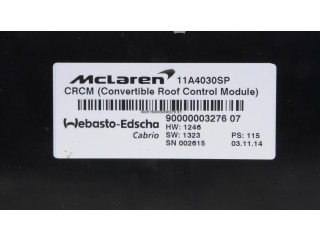 McLaren 11A4030SP
CRCM (Convertible Roof Control Module)
Webasto-Edscha 90000003276 07
Cabrio HW: 1246
SW: 1323 PS: 115
SN 002615 03.11.14